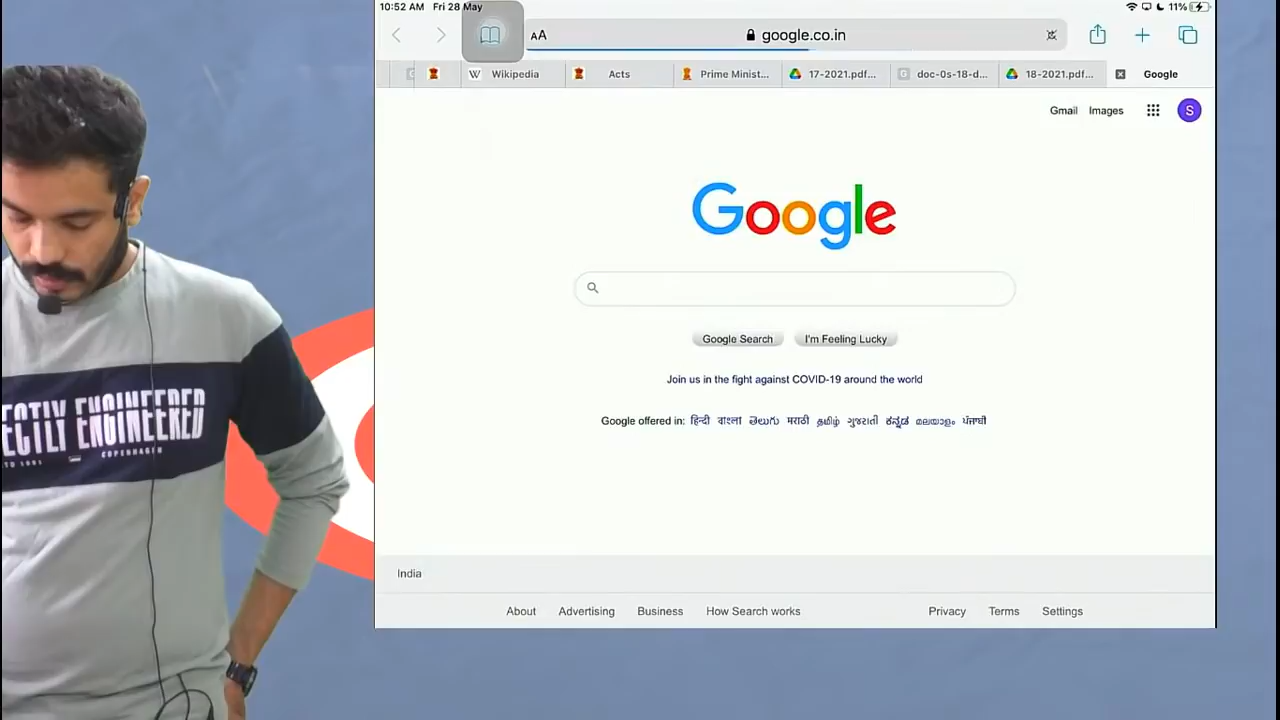 10:52 AM Fri 28 May
11%
AA
google.co.in
Wikipedia
Acts
Prime Minist...
17-2021.pdf...
doc-0s-18-d...
18-2021.pdf...
Google
Gmail
Images
S
Google
Google Search
I'm Feeling Lucky
Join us in the fight against COVID-19 around the world
Google offered in: हिन्दी বাংলা తెలుగు मराठी தமிழ் ગુજરાતી ಕನ್ನಡ മലയാളം ਪੰਜਾਬੀ
India
About
Advertising
Business
How Search works
Privacy
Terms
Settings
ECTLY ENGINEERED
COPENHAGEN